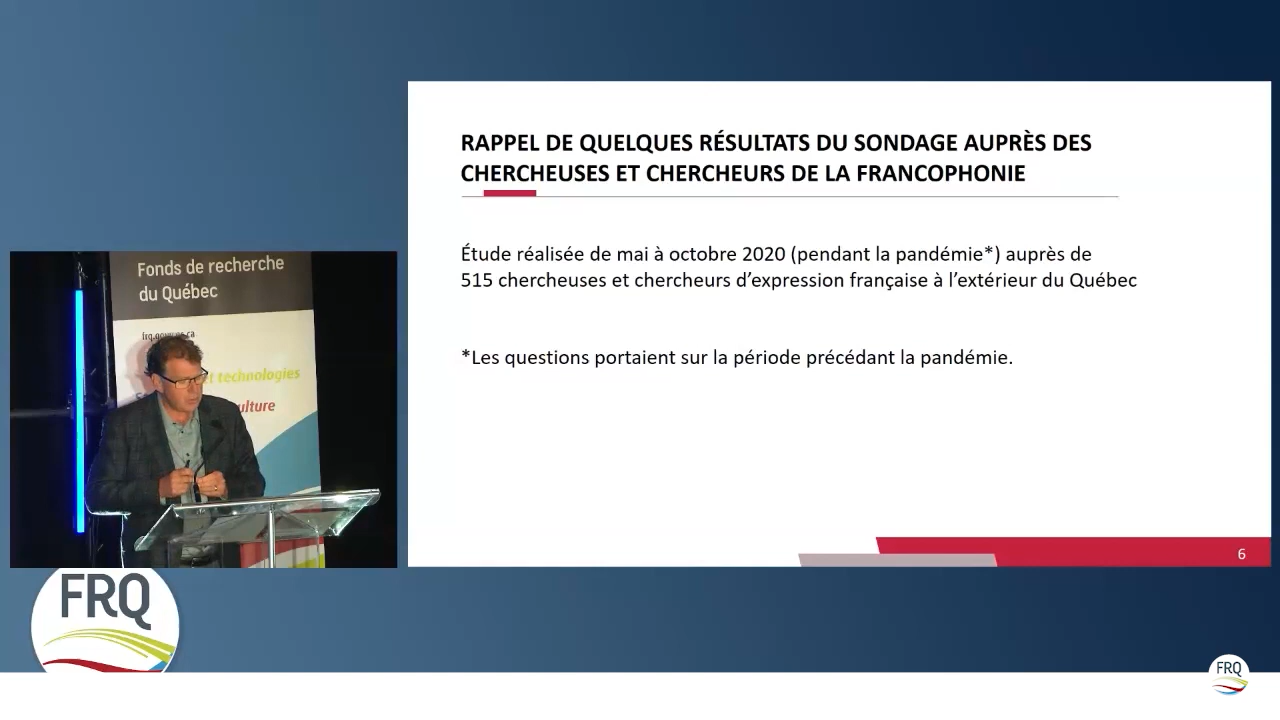 RAPPEL DE QUELQUES RÉSULTATS DU SONDAGE AUPRÈS DES
CHERCHEUSES ET CHERCHEURS DE LA FRANCOPHONIE
Étude réalisée de mai à octobre 2020 (pendant la pandémie*) auprès de
515 chercheuses et chercheurs d’expression française à l’extérieur du Québec
*Les questions portaient sur la période précédant la pandémie.
6
Fonds de recherche
du Québec
et technologies
FRQ
FRQ